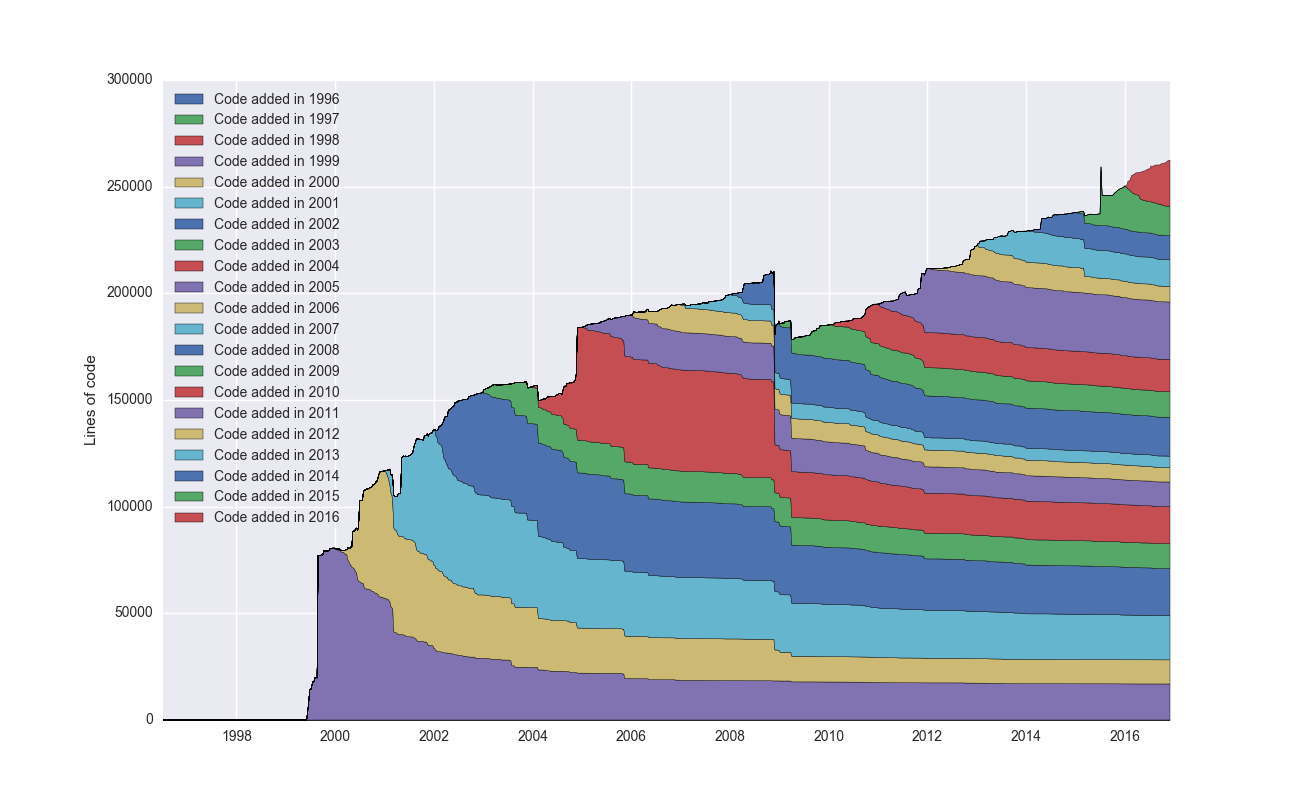 300000
250000
200000
150000
100000
50000
0
Lines of code
Code added in 1996
Code added in 1997
Code added in 1998
Code added in 1999
Code added in 2000
Code added in 2001
Code added in 2002
Code added in 2003
Code added in 2004
Code added in 2005
Code added in 2006
Code added in 2007
Code added in 2008
Code added in 2009
Code added in 2010
Code added in 2011
Code added in 2012
Code added in 2013
Code added in 2014
Code added in 2015
Code added in 2016
1998 2000 2002 2004 2006 2008 2010 2012 2014 2016